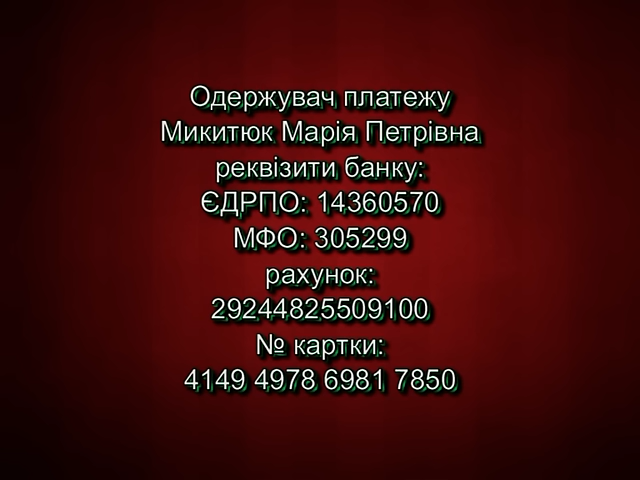 Одержувач платежу
Микитюк Марія Петрівна
реквізити банку:
ЄДРПО: 14360570
МФО: 305299
рахунок:
29244825509100
№ картки:
4149 4978 6981 7850